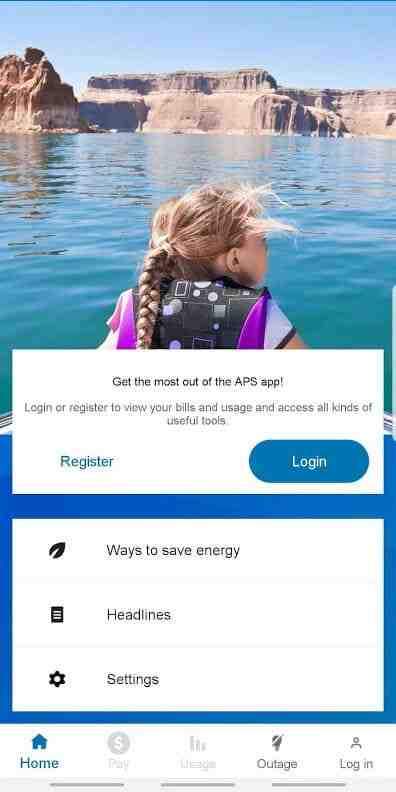 Get the most out of the APS app!
Login or register to view your bills and usage and access all kinds of
useful tools.
Register Login
Ways to save energy
Headlines
Settings
Home Pay Usage Outage Log in